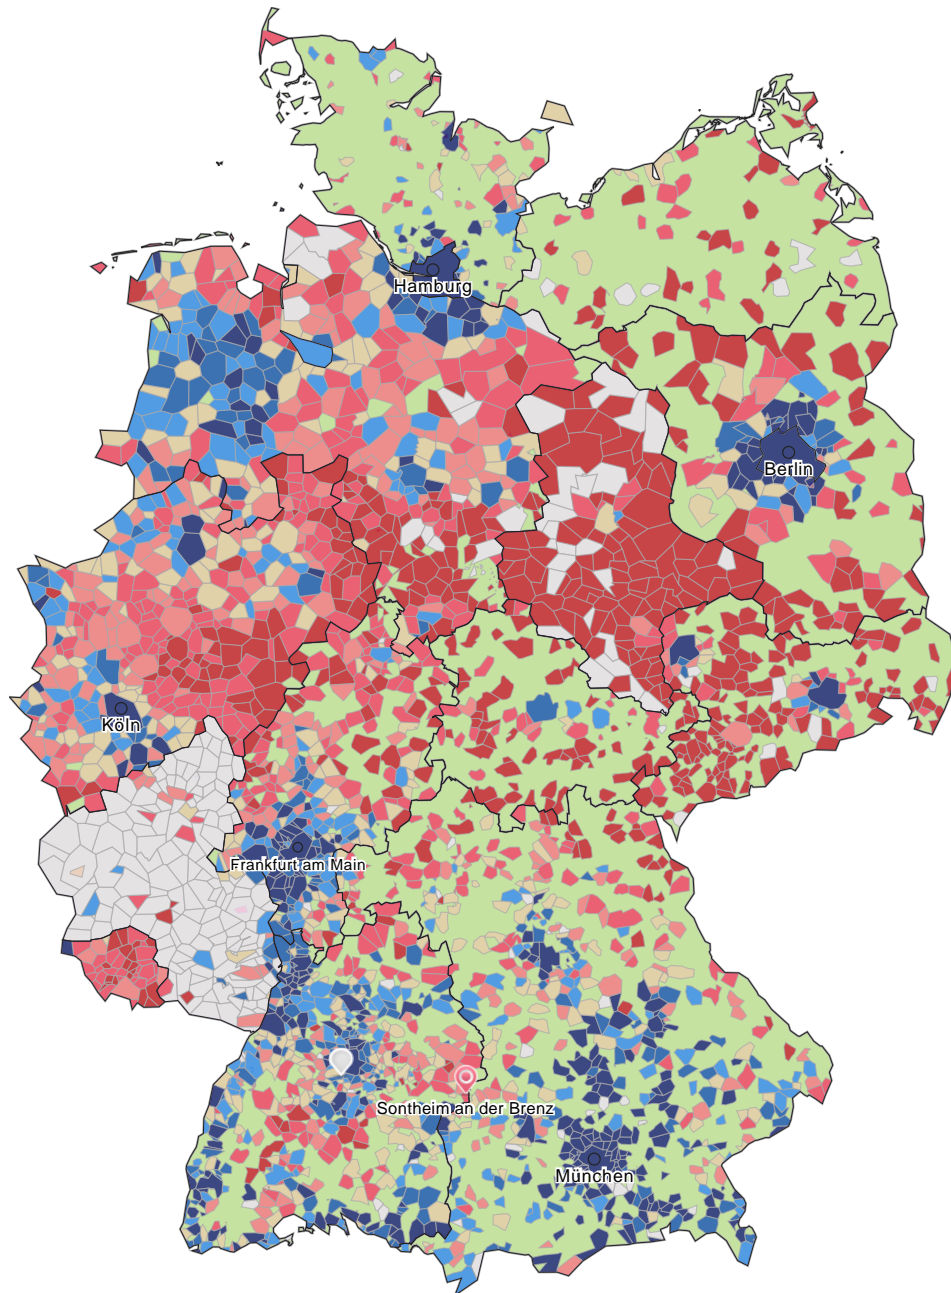 Hamburg
Berlin
Köln
Frankfurt am Main
Sontheim an der Brenz
München